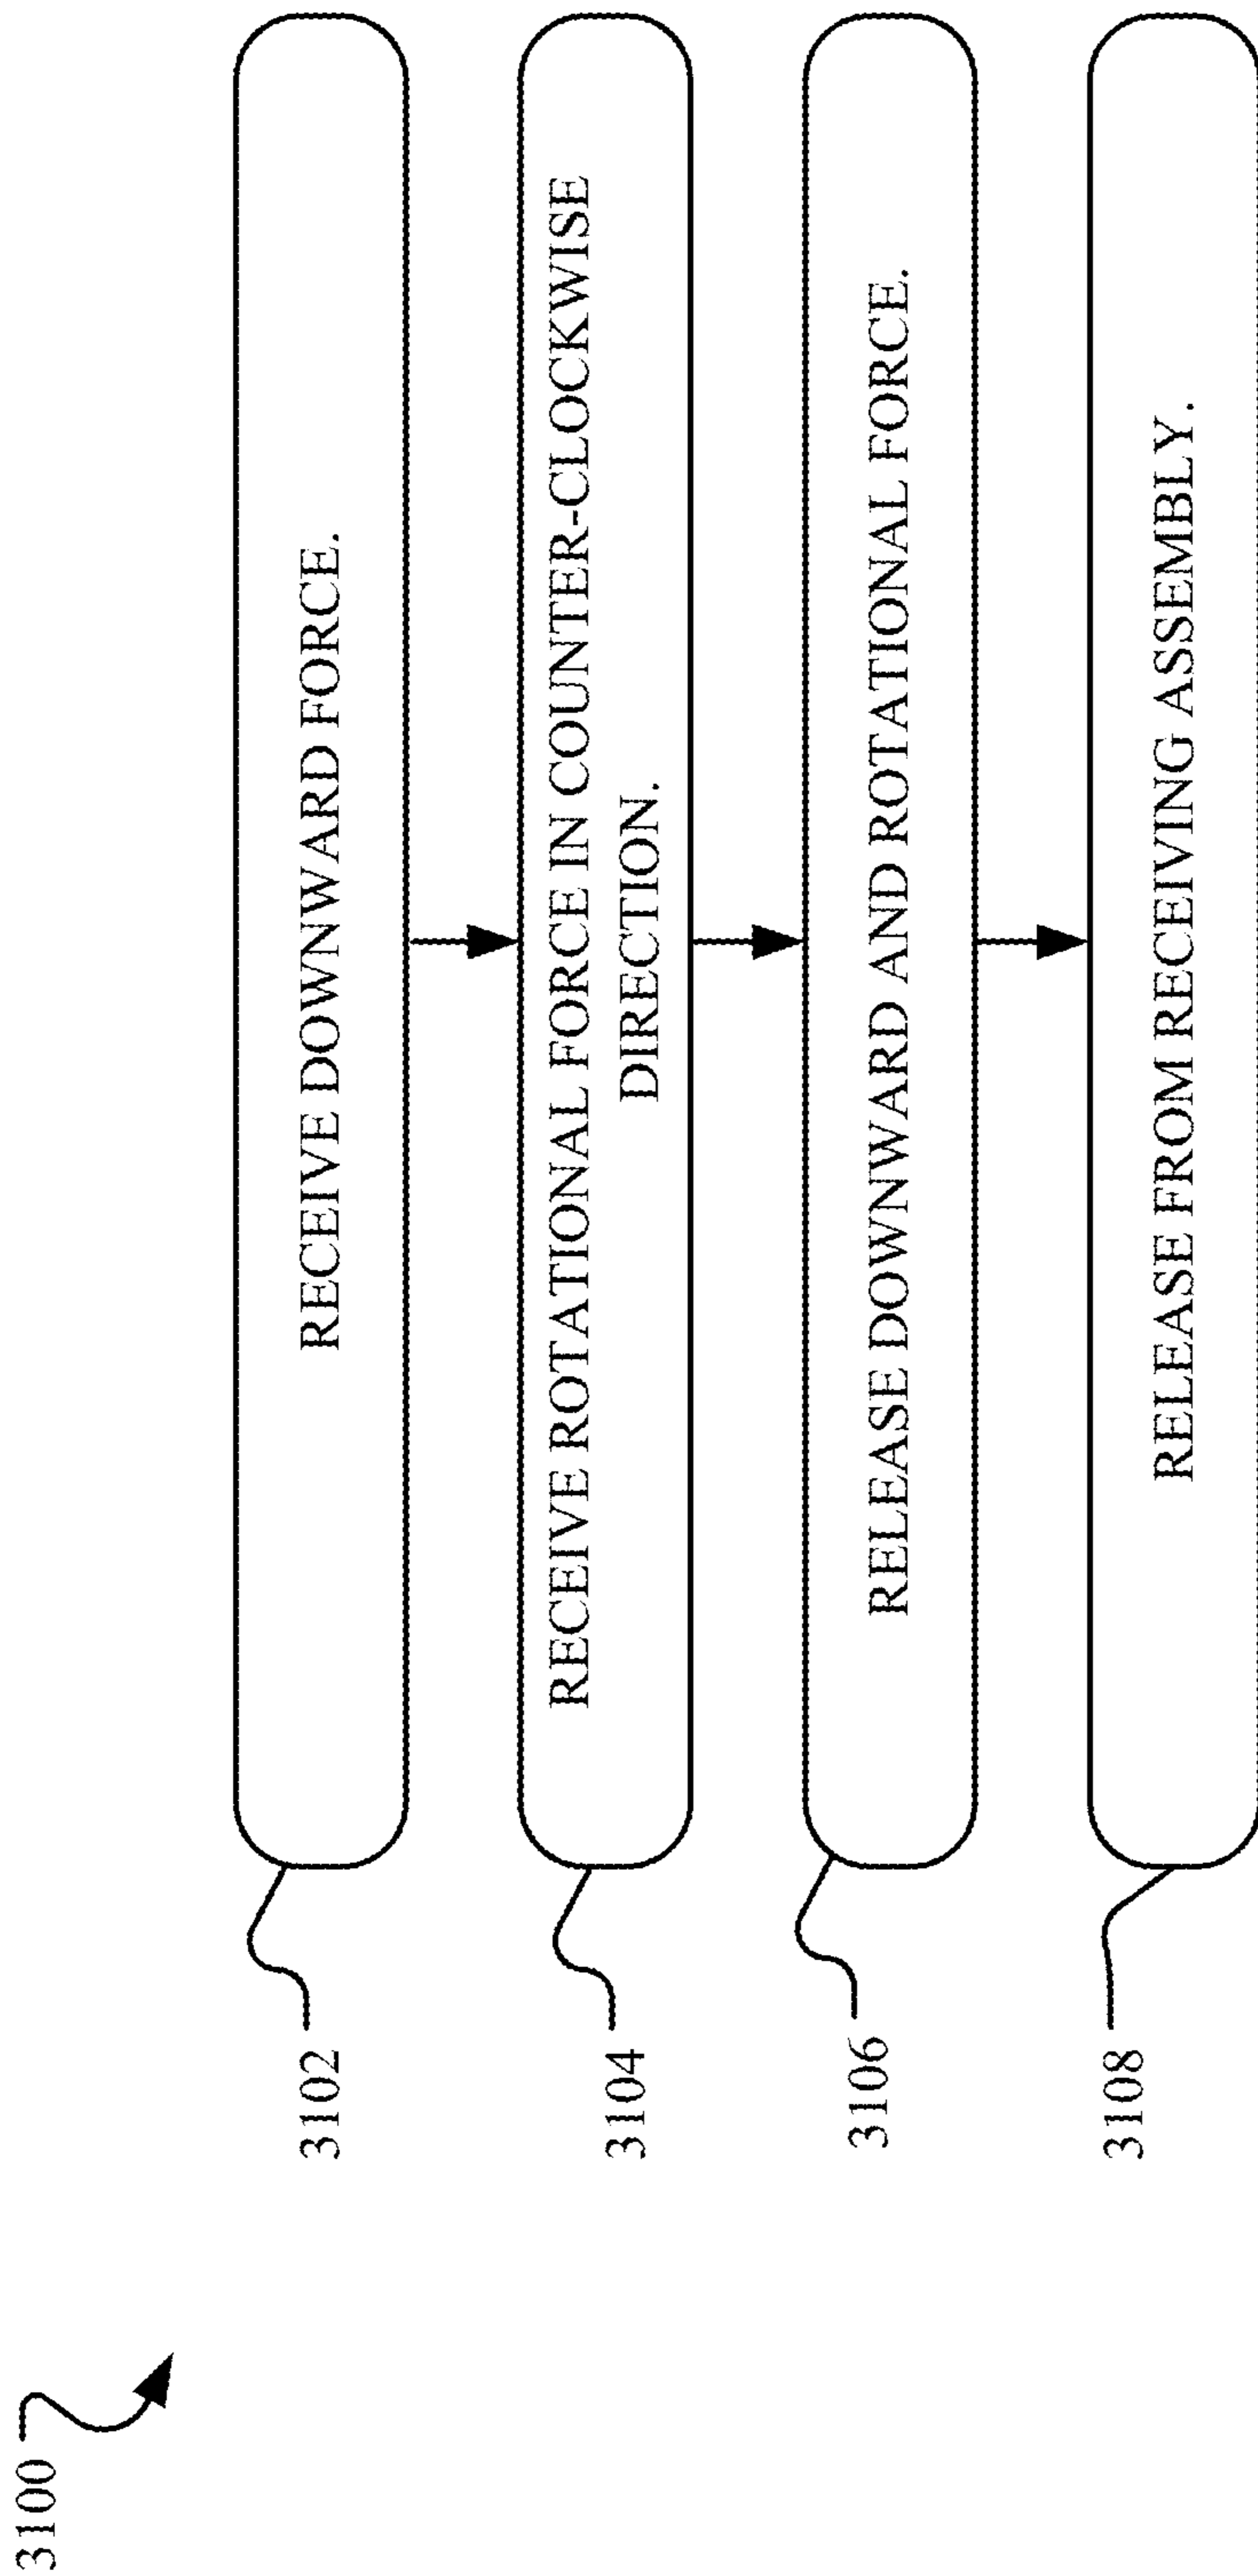 3100
3102
RECEIVE DOWNWARD FORCE.
3104
RECEIVE ROTATIONAL FORCE IN COUNTER-CLOCKWISE
DIRECTION.
3106
RELEASE DOWNWARD AND ROTATIONAL FORCE.
3108
RELEASE FROM RECEIVING ASSEMBLY.